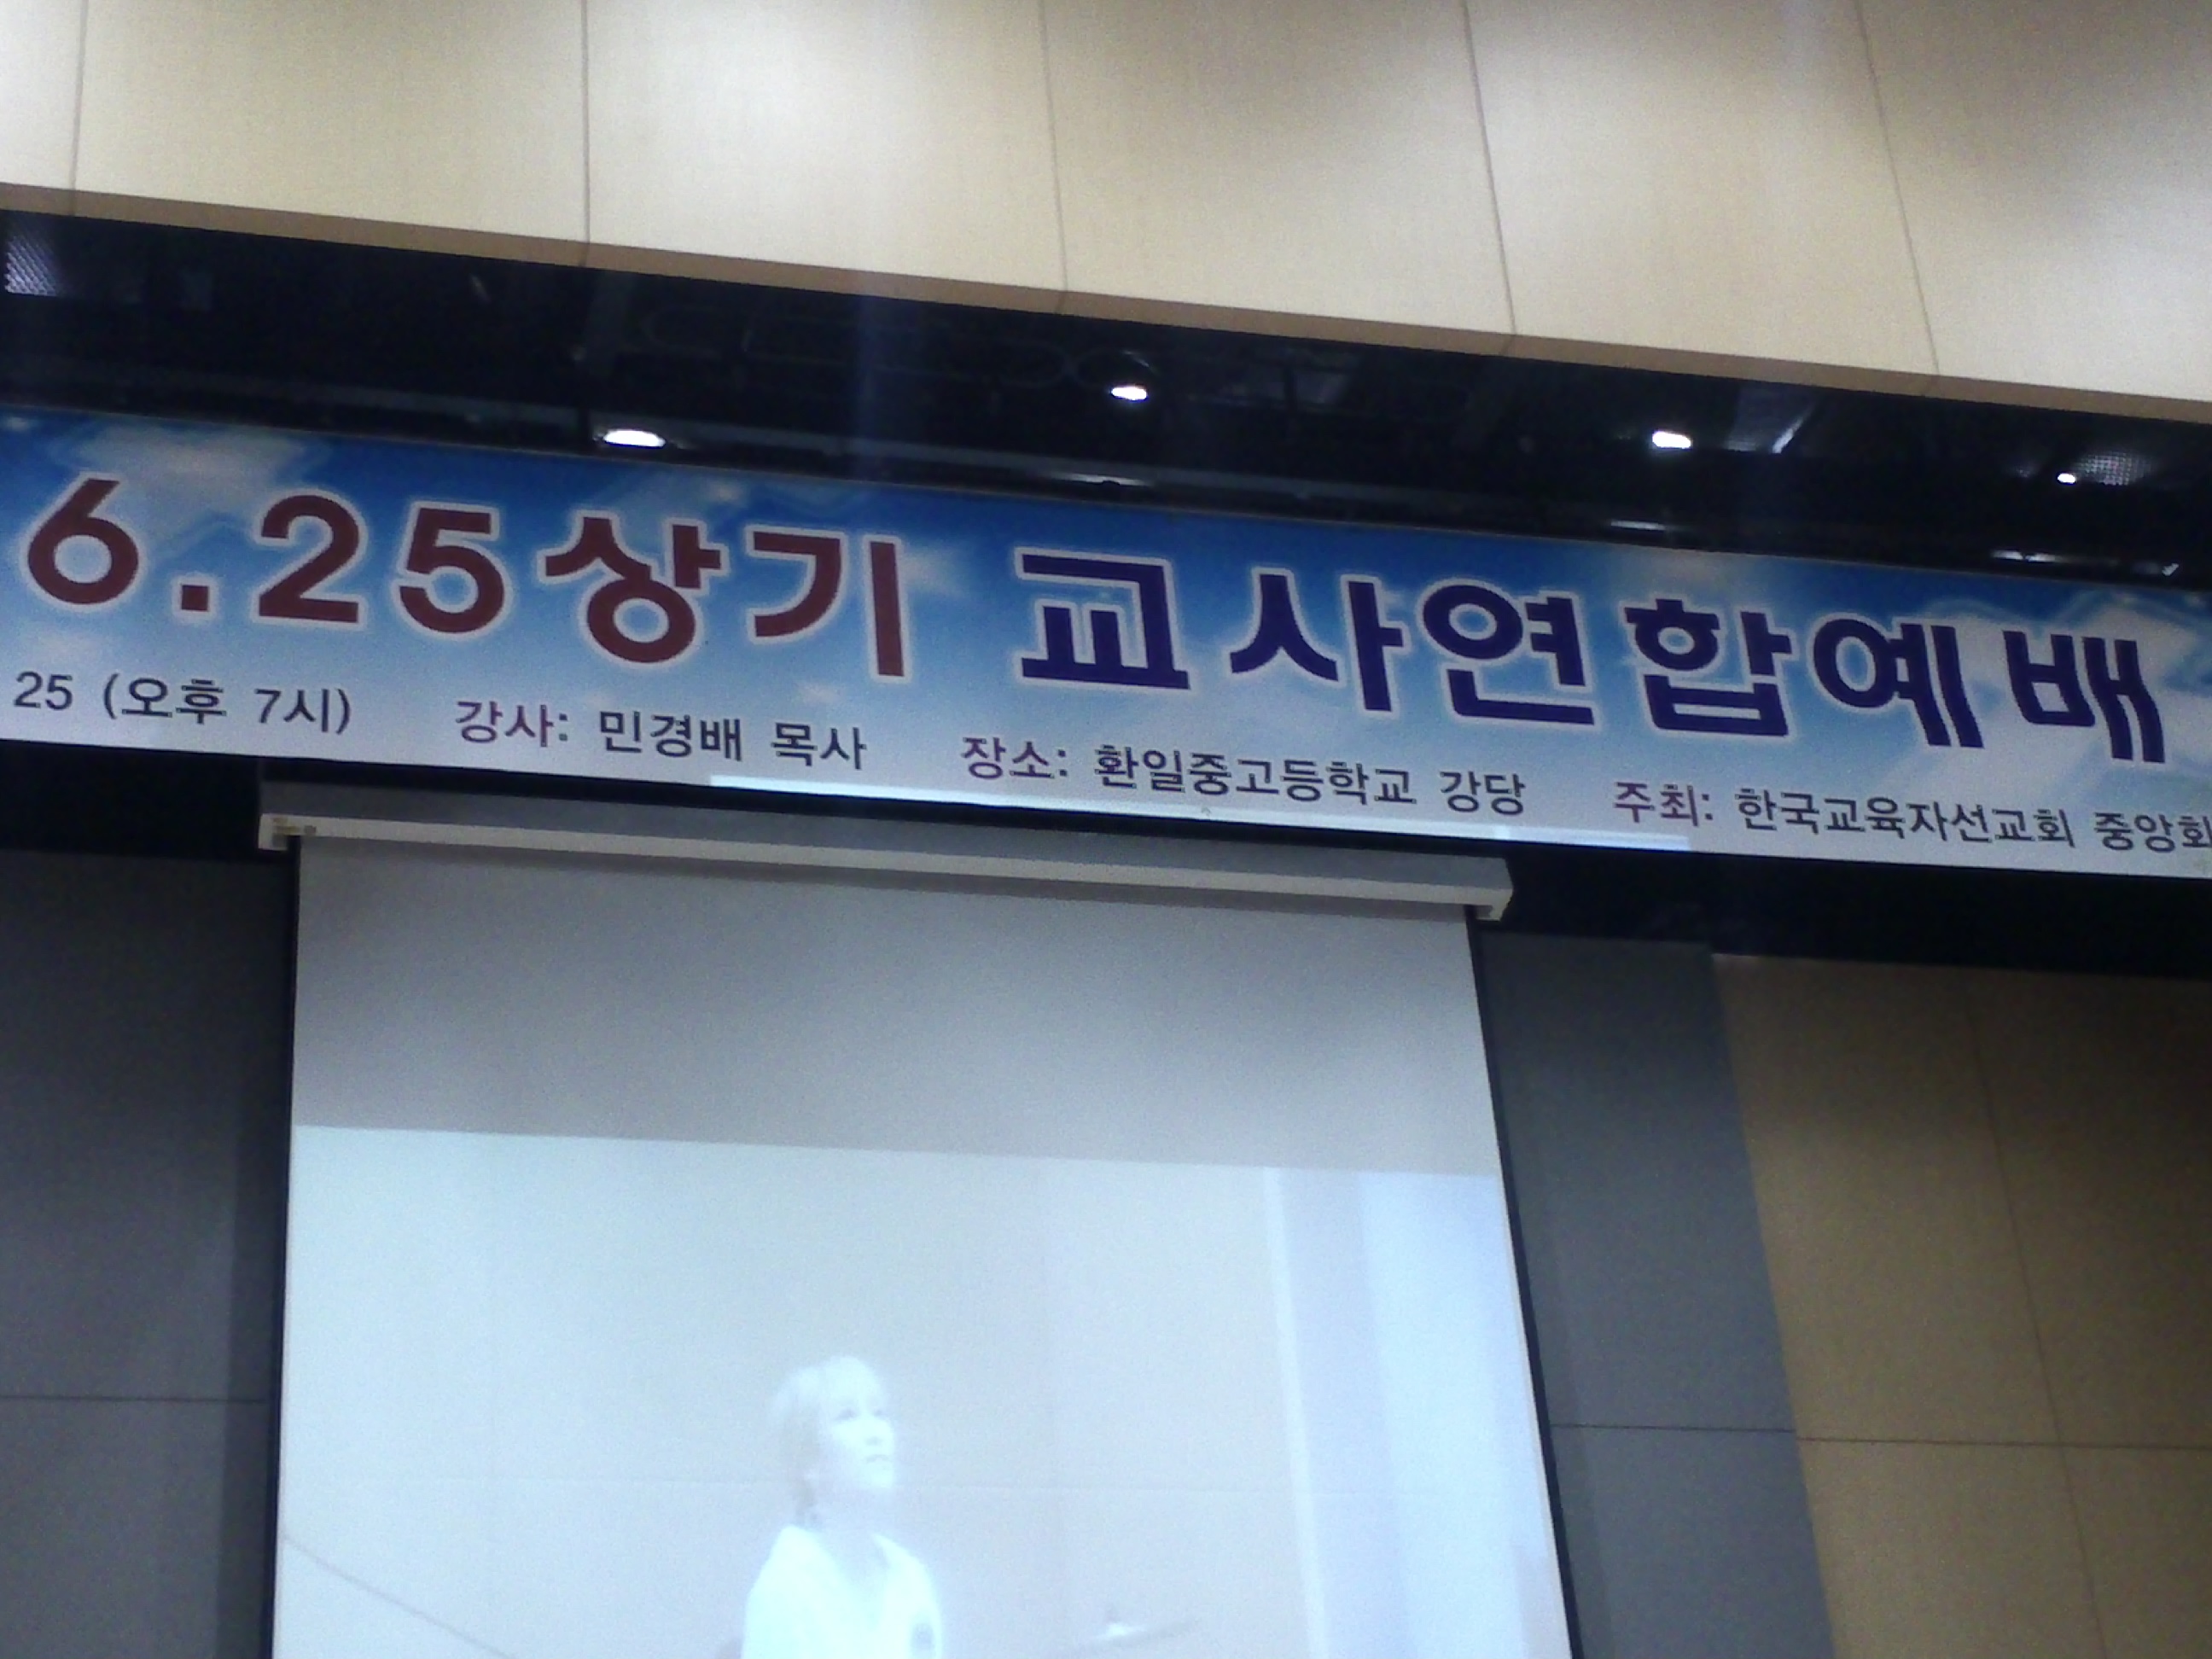 6.25상기 교사연합예배
25 (오후 7시) 강사: 민경배 목사 장소: 환일중고등학교 강당 주최: 한국교육자선교회 중앙회